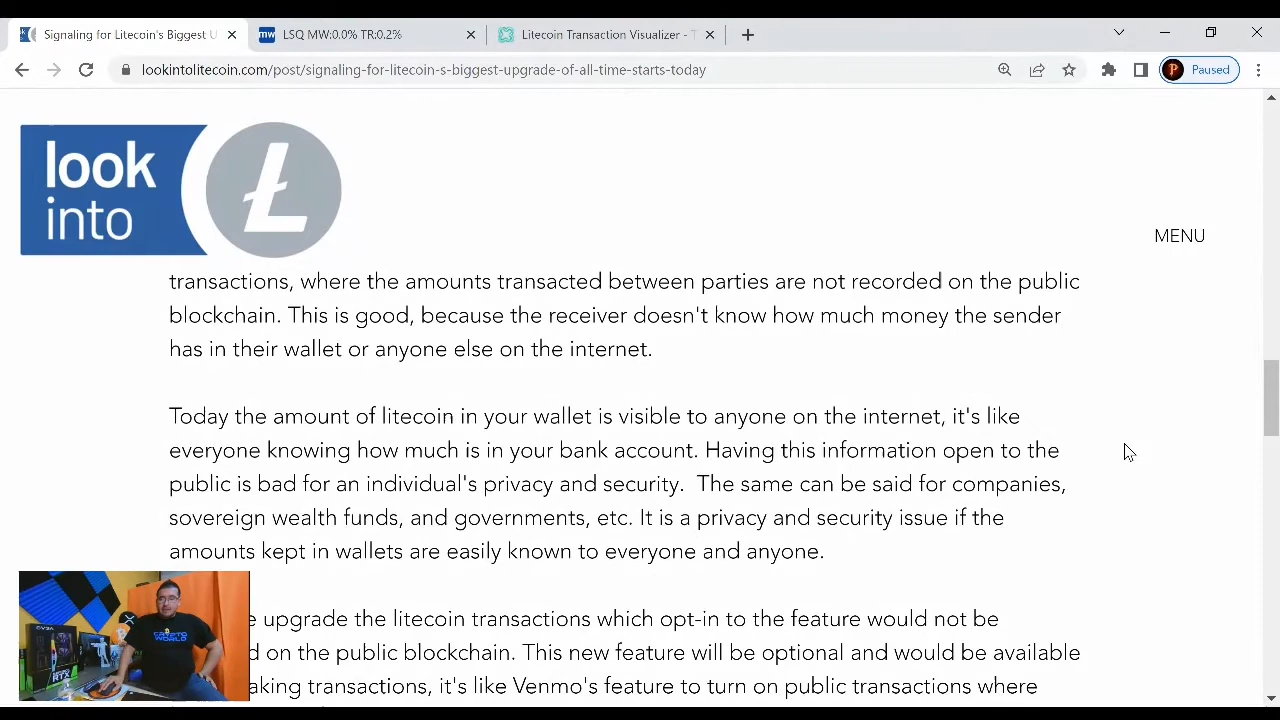 Signaling for Litecoin's Biggest U
LSQ MW:0.0% TR:0.2%
Litecoin Transaction Visualizer - T
lookintolitecoin.com/post/signaling-for-litecoin-s-biggest-upgrade-of-all-time-starts-today
Paused
look
into
MENU
transactions, where the amounts transacted between parties are not recorded on the public
blockchain. This is good, because the receiver doesn't know how much money the sender
has in their wallet or anyone else on the internet.
Today the amount of litecoin in your wallet is visible to anyone on the internet, it's like
everyone knowing how much is in your bank account. Having this information open to the
public is bad for an individual's privacy and security. The same can be said for companies,
sovereign wealth funds, and governments, etc. It is a privacy and security issue if the
amounts kept in wallets are easily known to everyone and anyone.
e upgrade the litecoin transactions which opt-in to the feature would not be
d on the public blockchain. This new feature will be optional and would be available
aking transactions, it's like Venmo's feature to turn on public transactions where
EVGA
RTX
CRYPTO
WORLD